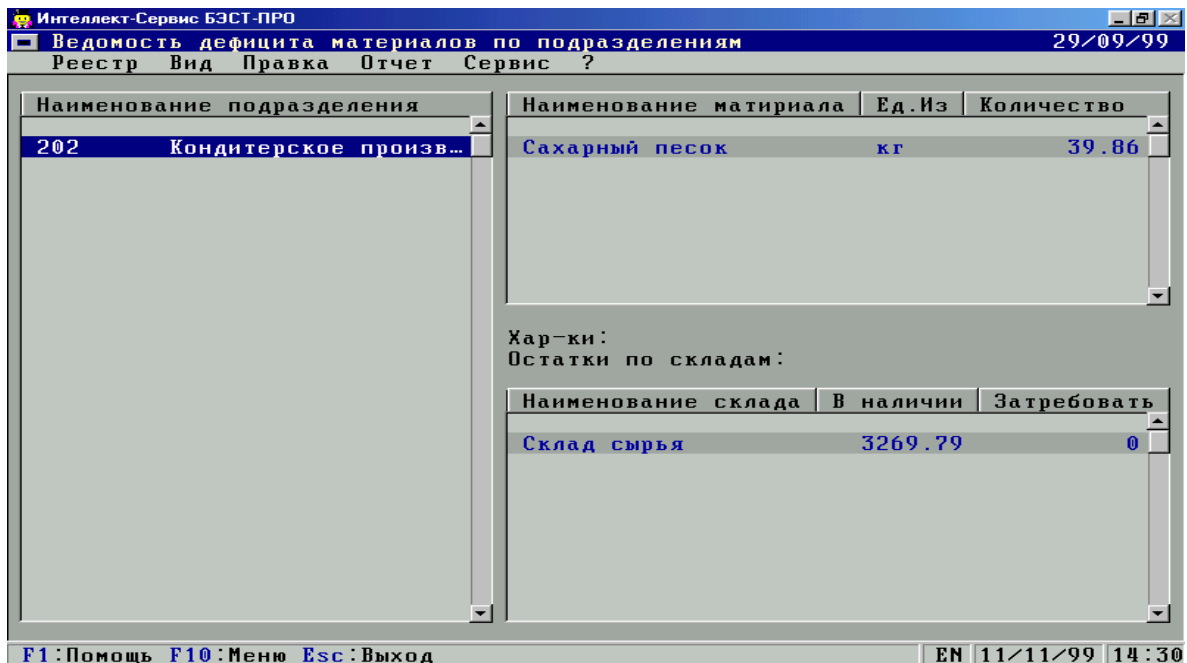 Интеллект-Сервис БЭСТ-ПРО
Ведомость дефицита материалов по подразделениям 29/09/99
Реестр Вид Правка Отчет Сервис ?
Наименование подразделения
202 Кондитерское произв…
Наименование матириала Ед.Из Количество
Сахарный песок кг 39.86
Хар-ки:
Остатки по складам:
Наименование склада В наличии Затребовать
Склад сырья 3269.79 0
F1:Помощь F10:Меню Esc:Выход EN 11/11/99 14:30